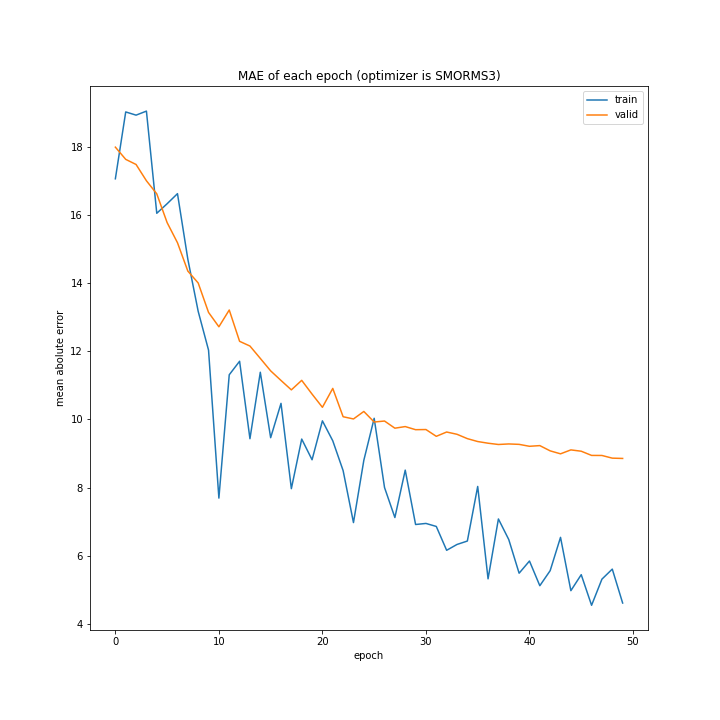 MAE of each epoch (optimizer is SMORMS3)
train
valid
mean abolute error
18
16
14
12
10
8
6
4
0 10 20 30 40 50
epoch